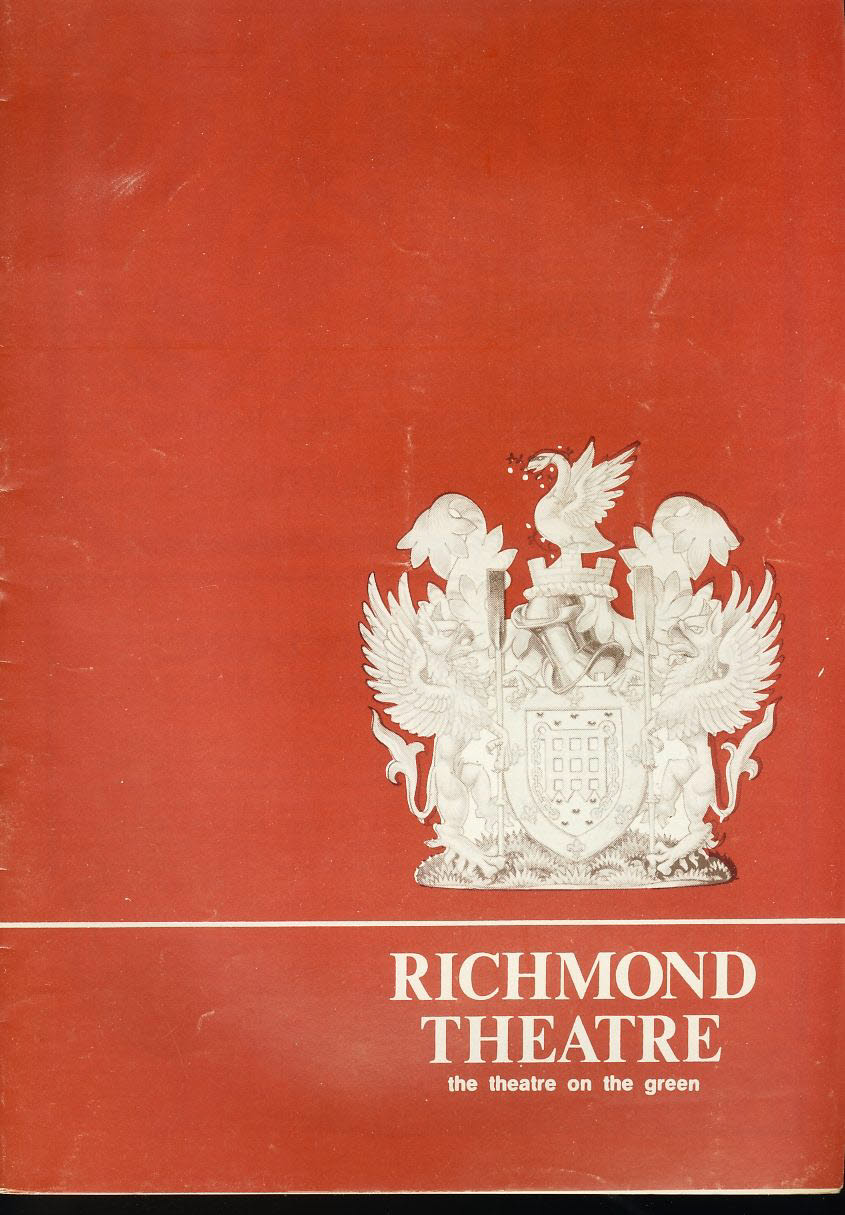 RICHMOND
THEATRE
the theatre on the green